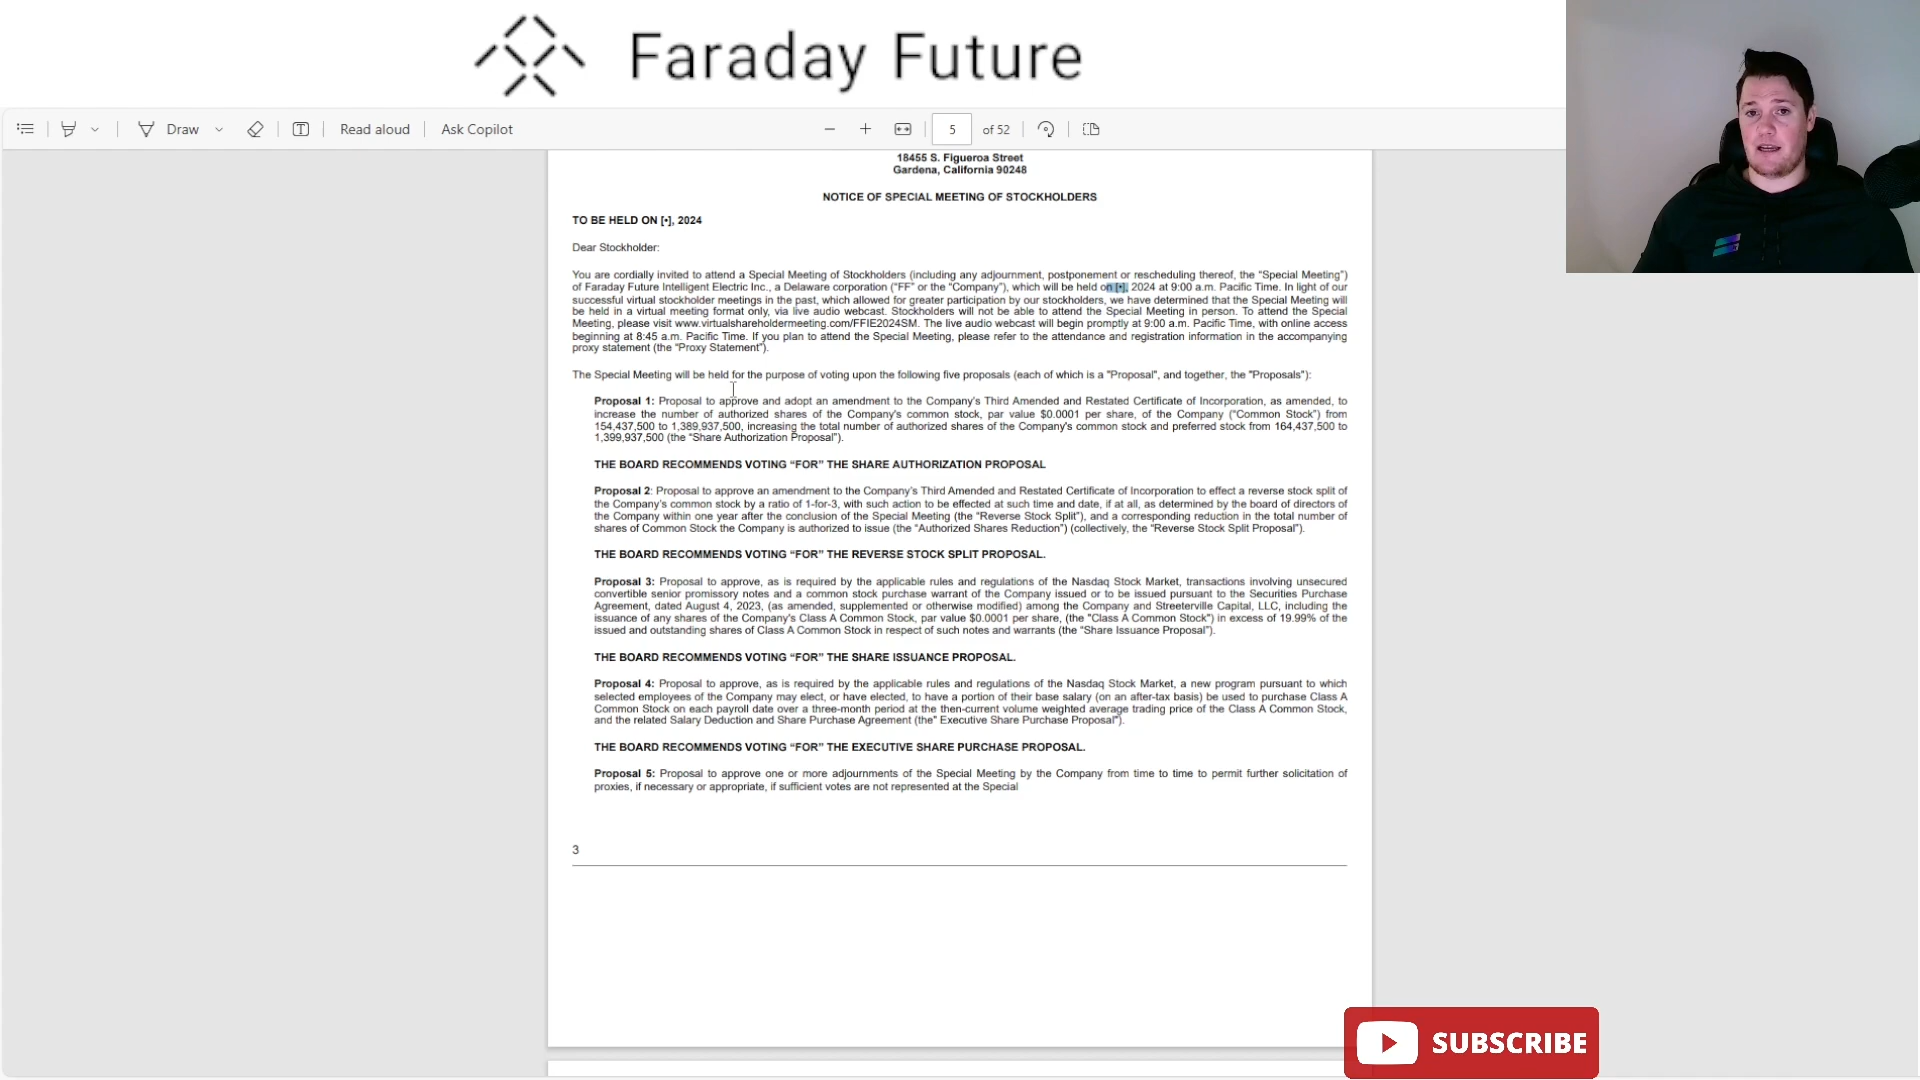 Faraday Future
Draw
Read aloud
Ask Copilot
5
of 52
18455 S. Figueroa Street
Gardena, California 90248
NOTICE OF SPECIAL MEETING OF STOCKHOLDERS
TO BE HELD ON [•], 2024
Dear Stockholder:
You are cordially invited to attend a Special Meeting of Stockholders (including any adjournment, postponement or rescheduling thereof, the “Special Meeting”)
of Faraday Future Intelligent Electric Inc., a Delaware corporation (“FF” or the “Company”), which will be held on [•], 2024 at 9:00 a.m. Pacific Time. In light of our
successful virtual stockholder meetings in the past, which allowed for greater participation by our stockholders, we have determined that the Special Meeting will
be held in a virtual meeting format only, via live audio webcast. Stockholders will not be able to attend the Special Meeting in person. To attend the Special
Meeting, please visit www.virtualshareholdermeeting.com/FFIE2024SM. The live audio webcast will begin promptly at 9:00 a.m. Pacific Time, with online access
beginning at 8:45 a.m. Pacific Time. If you plan to attend the Special Meeting, please refer to the attendance and registration information in the accompanying
proxy statement (the “Proxy Statement”).
The Special Meeting will be held for the purpose of voting upon the following five proposals (each of which is a "Proposal", and together, the "Proposals"):
Proposal 1: Proposal to approve and adopt an amendment to the Company's Third Amended and Restated Certificate of Incorporation, as amended, to
increase the number of authorized shares of the Company's common stock, par value $0.0001 per share, of the Company (“Common Stock”) from
154,437,500 to 1,389,937,500, increasing the total number of authorized shares of the Company's common stock and preferred stock from 164,437,500 to
1,399,937,500 (the “Share Authorization Proposal”).
THE BOARD RECOMMENDS VOTING “FOR” THE SHARE AUTHORIZATION PROPOSAL
Proposal 2: Proposal to approve an amendment to the Company's Third Amended and Restated Certificate of Incorporation to effect a reverse stock split of
the Company's common stock by a ratio of 1-for-3, with such action to be effected at such time and date, if at all, as determined by the board of directors of
the Company within one year after the conclusion of the Special Meeting (the “Reverse Stock Split”), and a corresponding reduction in the total number of
shares of Common Stock the Company is authorized to issue (the “Authorized Shares Reduction”) (collectively, the “Reverse Stock Split Proposal”).
THE BOARD RECOMMENDS VOTING “FOR” THE REVERSE STOCK SPLIT PROPOSAL.
Proposal 3: Proposal to approve, as is required by the applicable rules and regulations of the Nasdaq Stock Market, transactions involving unsecured
convertible senior promissory notes and a common stock purchase warrant of the Company issued or to be issued pursuant to the Securities Purchase
Agreement, dated August 4, 2023, (as amended, supplemented or otherwise modified) among the Company and Streeterville Capital, LLC, including the
issuance of any shares of the Company's Class A Common Stock, par value $0.0001 per share, (the "Class A Common Stock") in excess of 19.99% of the
issued and outstanding shares of Class A Common Stock in respect of such notes and warrants (the “Share Issuance Proposal”).
THE BOARD RECOMMENDS VOTING “FOR” THE SHARE ISSUANCE PROPOSAL.
Proposal 4: Proposal to approve, as is required by the applicable rules and regulations of the Nasdaq Stock Market, a new program pursuant to which
selected employees of the Company may elect, or have elected, to have a portion of their base salary (on an after-tax basis) be used to purchase Class A
Common Stock on each payroll date over a three-month period at the then-current volume weighted average trading price of the Class A Common Stock,
and the related Salary Deduction and Share Purchase Agreement (the" Executive Share Purchase Proposal").
THE BOARD RECOMMENDS VOTING “FOR” THE EXECUTIVE SHARE PURCHASE PROPOSAL.
Proposal 5: Proposal to approve one or more adjournments of the Special Meeting by the Company from time to time to permit further solicitation of
proxies, if necessary or appropriate, if sufficient votes are not represented at the Special
3
SUBSCRIBE